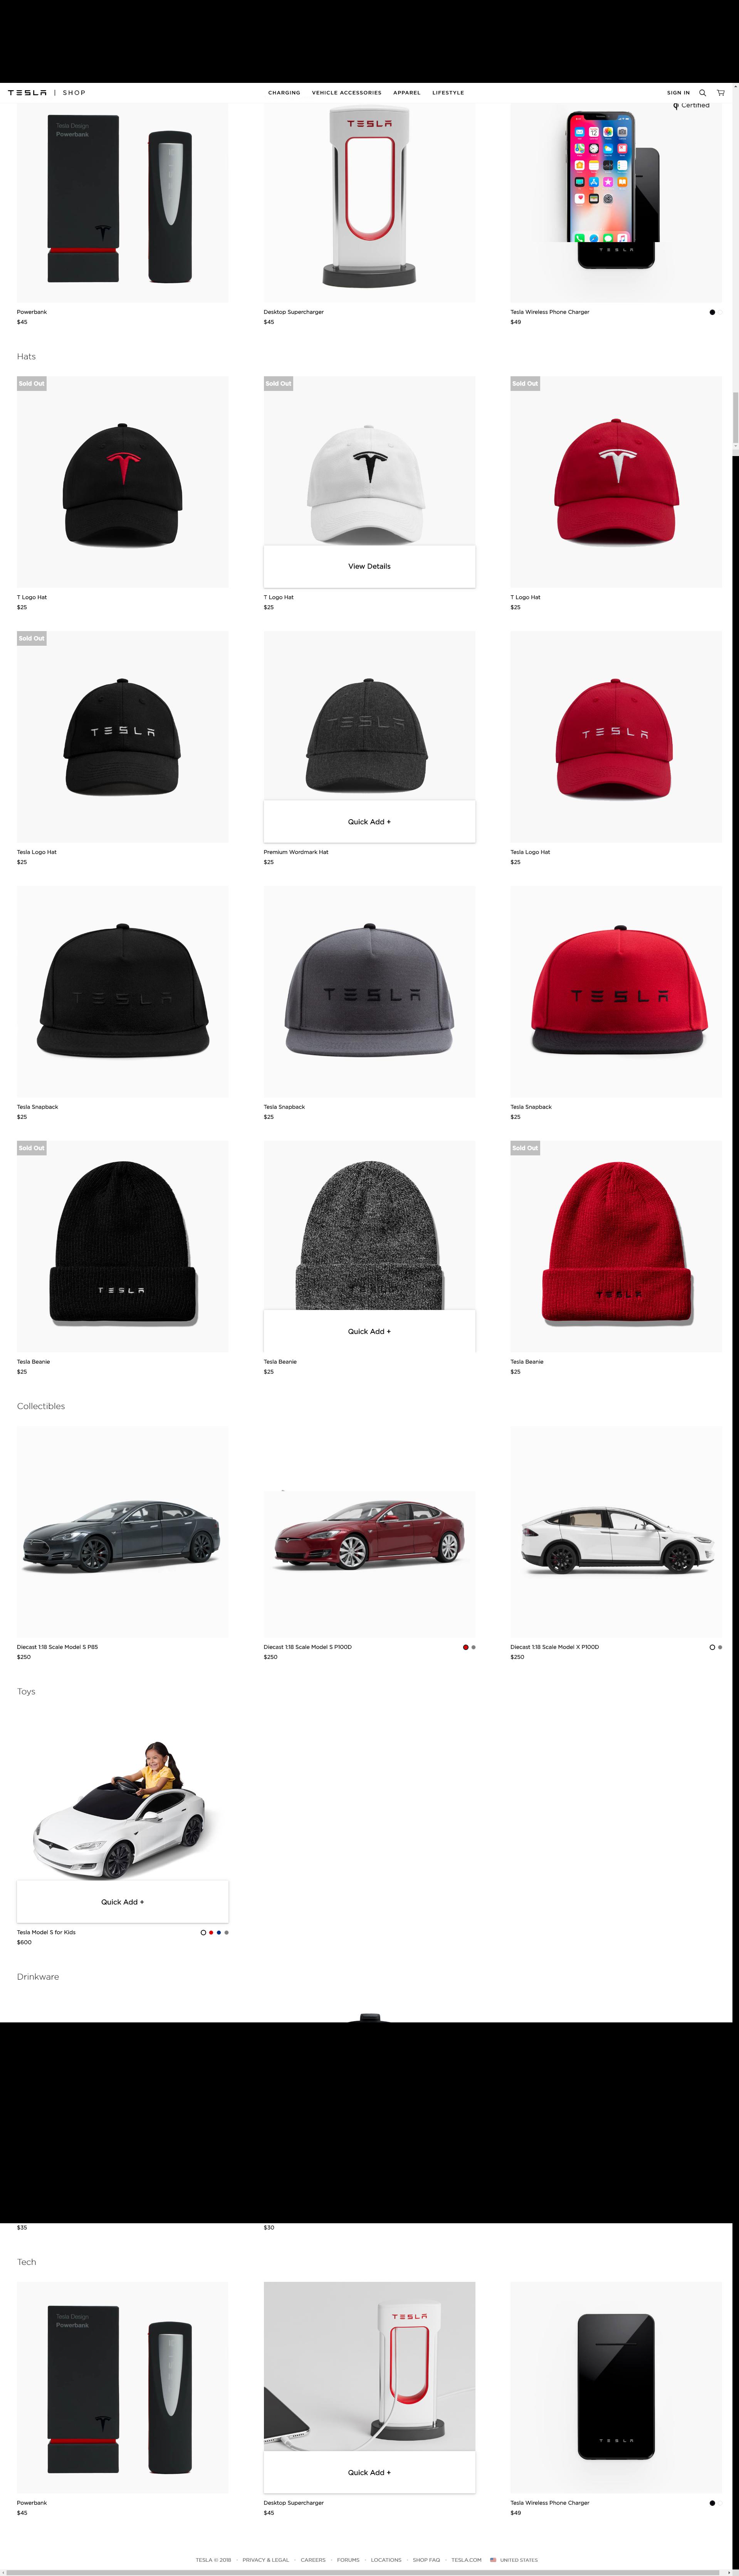 TESLA | SHOP CHARGING VEHICLE ACCESSORIES APPAREL LIFESTYLE SIGN IN
Certified
Tesla Design
Powerbank
TESLA
TESLA
Powerbank
$45
Desktop Supercharger
$45
Tesla Wireless Phone Charger
$49
Hats
Sold Out
Sold Out
Sold Out
View Details
T Logo Hat
$25
T Logo Hat
$25
T Logo Hat
$25
Sold Out
TESLA
TESLA
TESLA
Quick Add +
Tesla Logo Hat
$25
Premium Wordmark Hat
$25
Tesla Logo Hat
$25
TESLA
TESLA
TESLA
Tesla Snapback
$25
Tesla Snapback
$25
Tesla Snapback
$25
Sold Out
Sold Out
TESLA
TESLA
Quick Add +
Tesla Beanie
$25
Tesla Beanie
$25
Tesla Beanie
$25
Collectibles
Diecast 1:18 Scale Model S P85
$250
Diecast 1:18 Scale Model S P100D
$250
Diecast 1:18 Scale Model X P100D
$250
Toys
Quick Add +
Tesla Model S for Kids
$600
Drinkware
$35
$30
Tech
Tesla Design
Powerbank
TESLA
TESLA
Quick Add +
Powerbank
$45
Desktop Supercharger
$45
Tesla Wireless Phone Charger
$49
TESLA © 2018 PRIVACY & LEGAL CAREERS FORUMS LOCATIONS SHOP FAQ TESLA.COM UNITED STATES